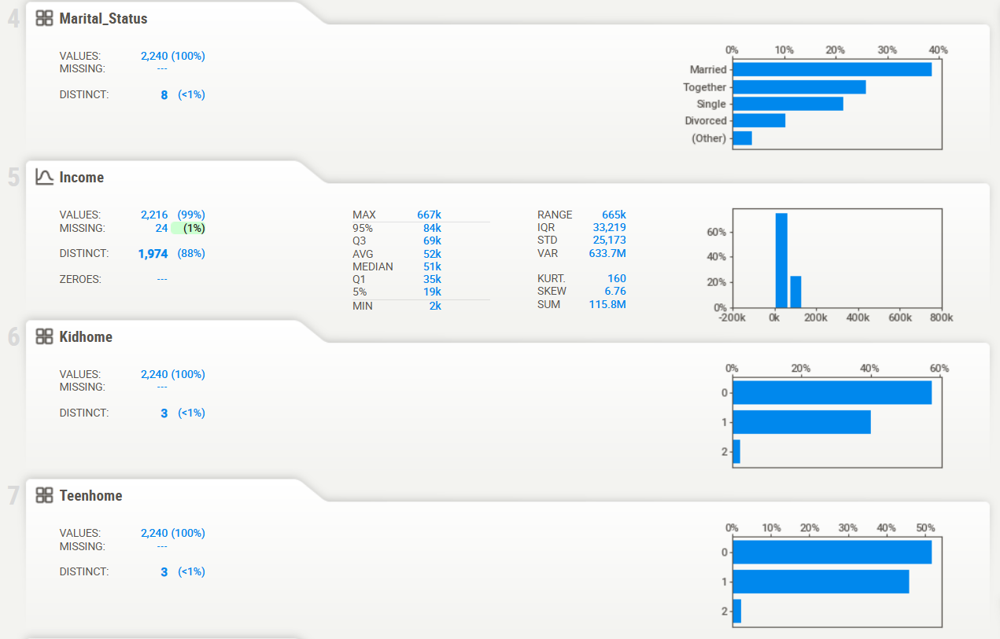 4 Marital_Status
VALUES: 2,240 (100%)
MISSING: ---
DISTINCT: 8 (<1%)
0% 10% 20% 30% 40%
Married
Together
Single
Divorced
(Other)
5 Income
VALUES: 2,216 (99%)
MISSING: 24 (1%)
DISTINCT: 1,974 (88%)
ZEROES: ---
MAX 667k
95% 84k
Q3 69k
AVG 52k
MEDIAN 51k
Q1 35k
5% 19k
MIN 2k
RANGE 665k
IQR 33,219
STD 25,173
VAR 633.7M
KURT. 160
SKEW 6.76
SUM 115.8M
60%
40%
20%
0%
-200k 0k 200k 400k 600k 800k
6 Kidhome
VALUES: 2,240 (100%)
MISSING: ---
DISTINCT: 3 (<1%)
0% 20% 40% 60%
0
1
2
7 Teenhome
VALUES: 2,240 (100%)
MISSING: ---
DISTINCT: 3 (<1%)
0% 10% 20% 30% 40% 50%
0
1
2